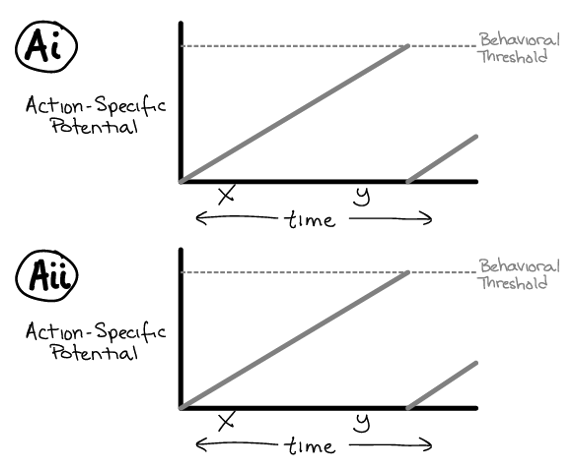 Ai
Behavioral
Threshold
Action-Specific
Potential
X y
time
Aii
Behavioral
Threshold
Action-Specific
Potential
X y
time